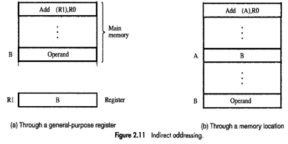 Add (R1),R0
Main
memory
B Operand
R1 B Register
(a) Through a general-purpose register
Add (A),R0
A B
B Operand
(b) Through a memory location
Figure 2.11 Indirect addressing.